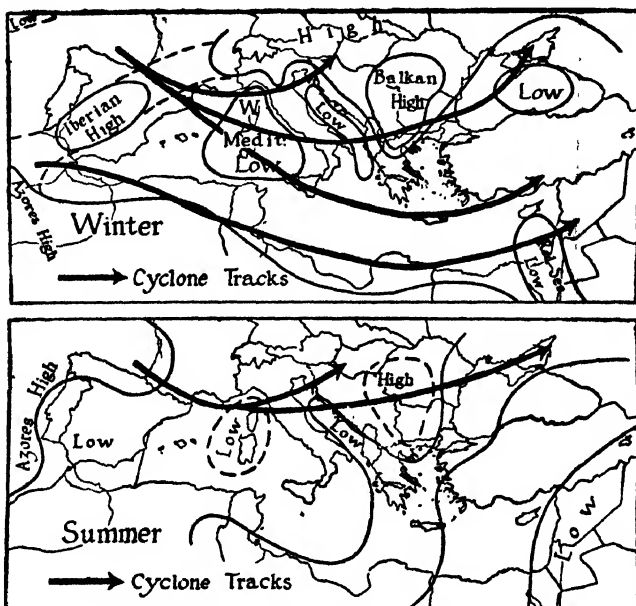 Low
High
Iberian
High
W
Medit.
Low
Low
Balkan
High
Low
Azores High
Winter
Red Sea
Low
Cyclone Tracks
Azores High
Low
Low
Low
High
Low
Summer
Cyclone Tracks